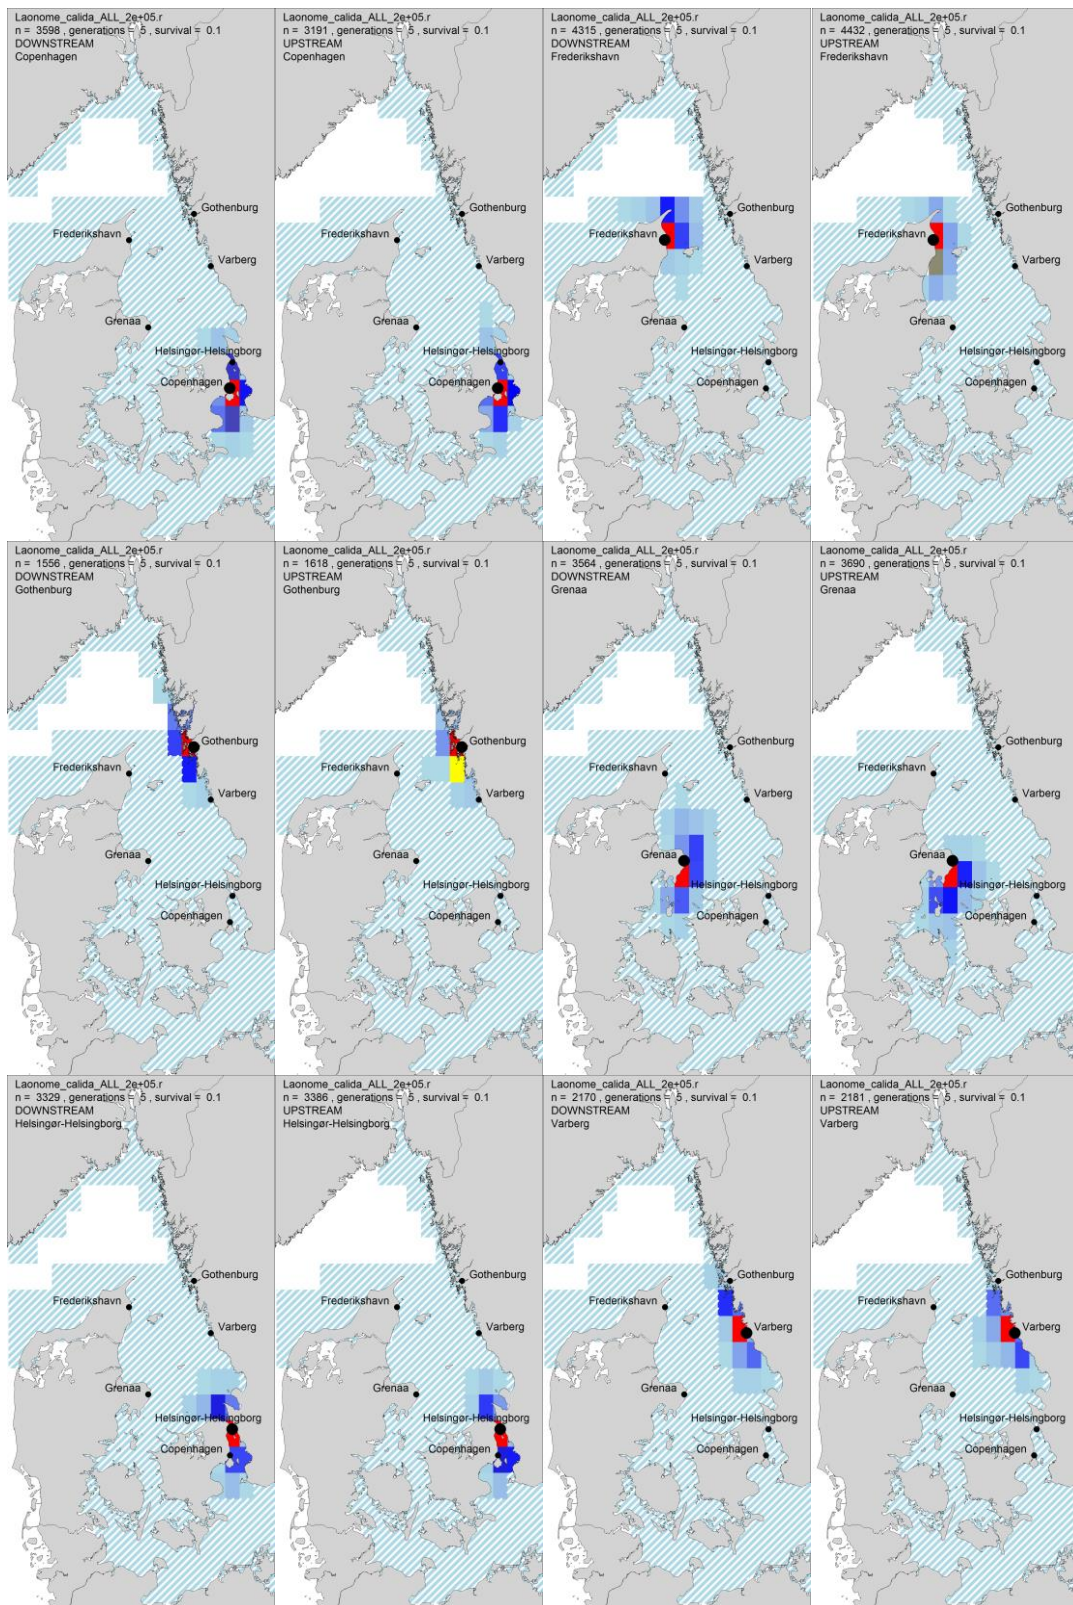 Laonome_calida_ALL_2e+05.r
n = 3598 , generations = 5 , survival = 0.1
DOWNSTREAM
Copenhagen
Gothenburg
Frederikshavn
Varberg
Grenaa
Helsingør-Helsingborg
Copenhagen
Laonome_calida_ALL_2e+05.r
n = 3191 , generations = 5 , survival = 0.1
UPSTREAM
Copenhagen
Gothenburg
Frederikshavn
Varberg
Grenaa
Helsingør-Helsingborg
Copenhagen
Laonome_calida_ALL_2e+05.r
n = 4315 , generations = 5 , survival = 0.1
DOWNSTREAM
Frederikshavn
Gothenburg
Frederikshavn
Varberg
Grenaa
Helsingør-Helsingborg
Copenhagen
Laonome_calida_ALL_2e+05.r
n = 4432 , generations = 5 , survival = 0.1
UPSTREAM
Frederikshavn
Gothenburg
Frederikshavn
Varberg
Grenaa
Helsingør-Helsingborg
Copenhagen
Laonome_calida_ALL_2e+05.r
n = 1556 , generations = 5 , survival = 0.1
DOWNSTREAM
Gothenburg
Gothenburg
Frederikshavn
Varberg
Grenaa
Helsingør-Helsingborg
Copenhagen
Laonome_calida_ALL_2e+05.r
n = 1618 , generations = 5 , survival = 0.1
UPSTREAM
Gothenburg
Gothenburg
Frederikshavn
Varberg
Grenaa
Helsingør-Helsingborg
Copenhagen
Laonome_calida_ALL_2e+05.r
n = 3564 , generations = 5 , survival = 0.1
DOWNSTREAM
Grenaa
Gothenburg
Frederikshavn
Varberg
Grenaa
Helsingør-Helsingborg
Copenhagen
Laonome_calida_ALL_2e+05.r
n = 3690 , generations = 5 , survival = 0.1
UPSTREAM
Grenaa
Gothenburg
Frederikshavn
Varberg
Grenaa
Helsingør-Helsingborg
Copenhagen
Laonome_calida_ALL_2e+05.r
n = 3329 , generations = 5 , survival = 0.1
DOWNSTREAM
Helsingør-Helsingborg
Gothenburg
Frederikshavn
Varberg
Grenaa
Helsingør-Helsingborg
Copenhagen
Laonome_calida_ALL_2e+05.r
n = 3386 , generations = 5 , survival = 0.1
UPSTREAM
Helsingør-Helsingborg
Gothenburg
Frederikshavn
Varberg
Grenaa
Helsingør-Helsingborg
Copenhagen
Laonome_calida_ALL_2e+05.r
n = 2170 , generations = 5 , survival = 0.1
DOWNSTREAM
Varberg
Gothenburg
Frederikshavn
Varberg
Grenaa
Helsingør-Helsingborg
Copenhagen
Laonome_calida_ALL_2e+05.r
n = 2181 , generations = 5 , survival = 0.1
UPSTREAM
Varberg
Gothenburg
Frederikshavn
Varberg
Grenaa
Helsingør-Helsingborg
Copenhagen